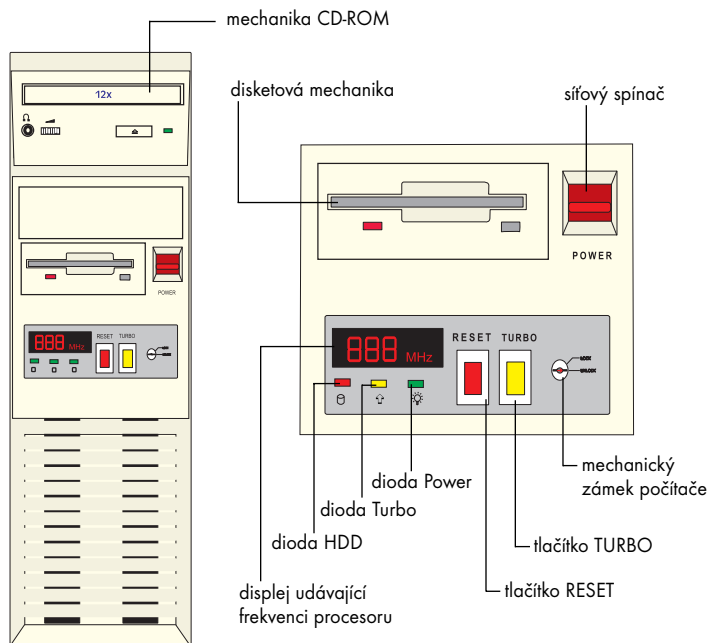 mechanika CD-ROM
12x
POWER
888 MHz
RESET TURBO
disketová mechanika
síťový spínač
POWER
888 MHz
RESET TURBO
LOCK
UNLOCK
dioda Power
dioda Turbo
dioda HDD
displej udávající
frekvenci procesoru
mechanický
zámek počítače
tlačítko TURBO
tlačítko RESET